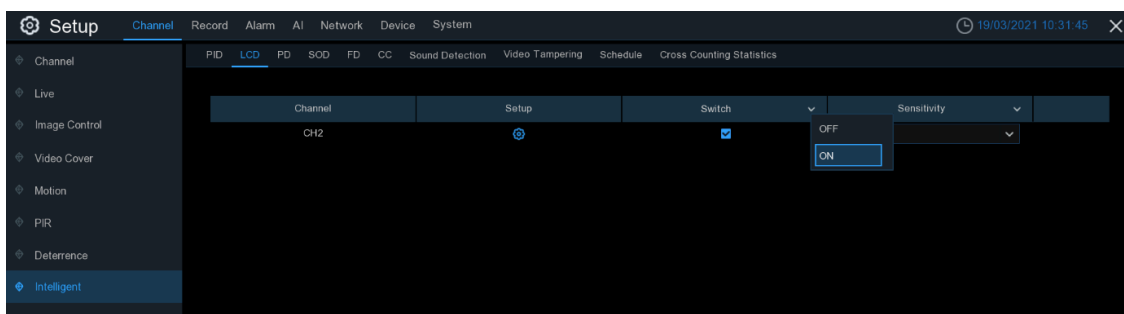 Setup Channel Record Alarm AI Network Device System 19/03/2021 10:31:45
PID LCD PD SOD FD CC Sound Detection Video Tampering Schedule Cross Counting Statistics
Channel
Live
Image Control
Video Cover
Motion
PIR
Deterrence
Intelligent
Channel Setup Switch Sensitivity
CH2
OFF
ON